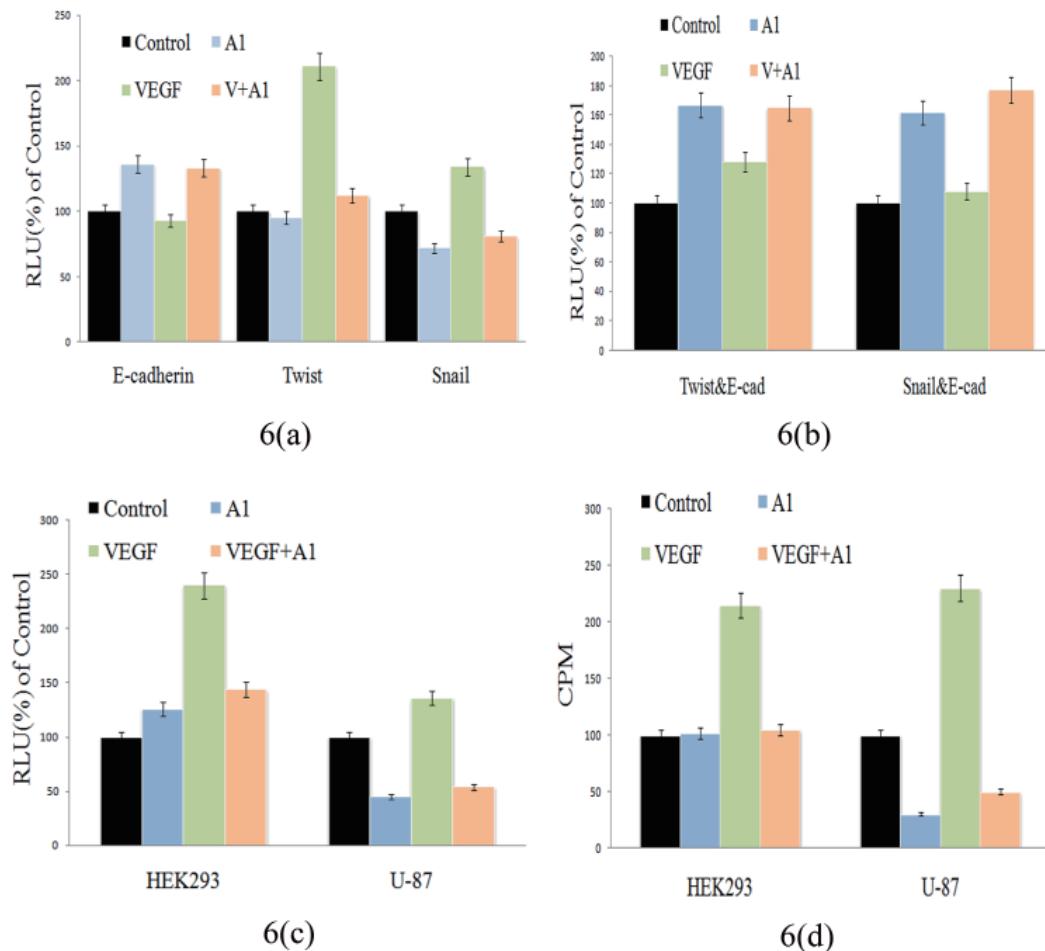 RLU(%) of Control
250
200
150
100
50
0
Control A1
VEGF V+A1
E-cadherin Twist Snail
6(a)
RLU(%) of Control
200
180
160
140
120
100
80
60
40
20
0
Control A1
VEGF V+A1
Twist&E-cad Snail&E-cad
6(b)
RLU(%) of Control
300
250
200
150
100
50
0
Control A1
VEGF VEGF+A1
HEK293 U-87
6(c)
CPM
300
250
200
150
100
50
0
Control A1
VEGF VEGF+A1
HEK293 U-87
6(d)